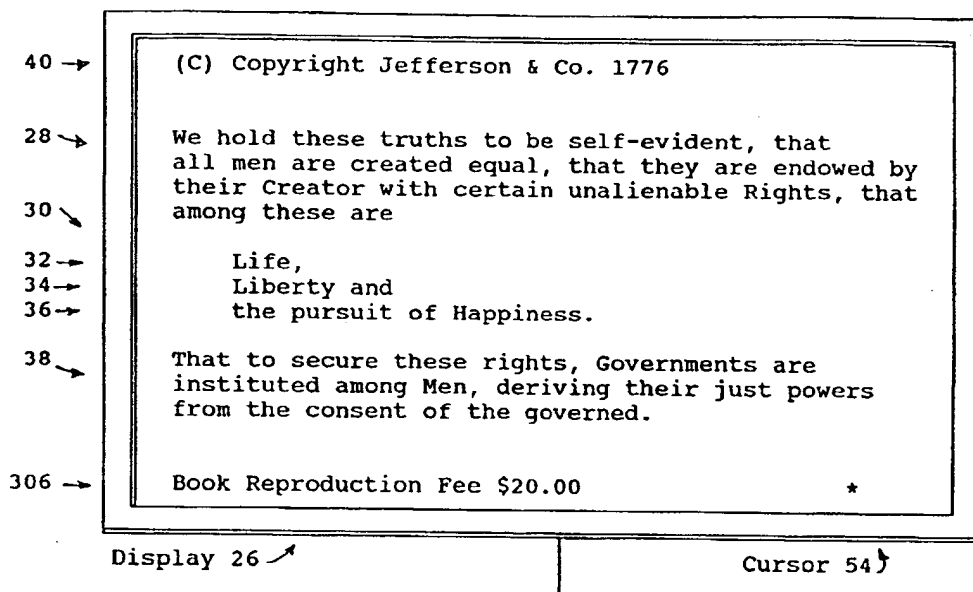 40 (C) Copyright Jefferson & Co. 1776
28 We hold these truths to be self-evident, that
all men are created equal, that they are endowed by
their Creator with certain unalienable Rights, that
30 among these are
32 Life,
34 Liberty and
36 the pursuit of Happiness.
38 That to secure these rights, Governments are
instituted among Men, deriving their just powers
from the consent of the governed.
306 Book Reproduction Fee $20.00 *
Display 26 Cursor 54